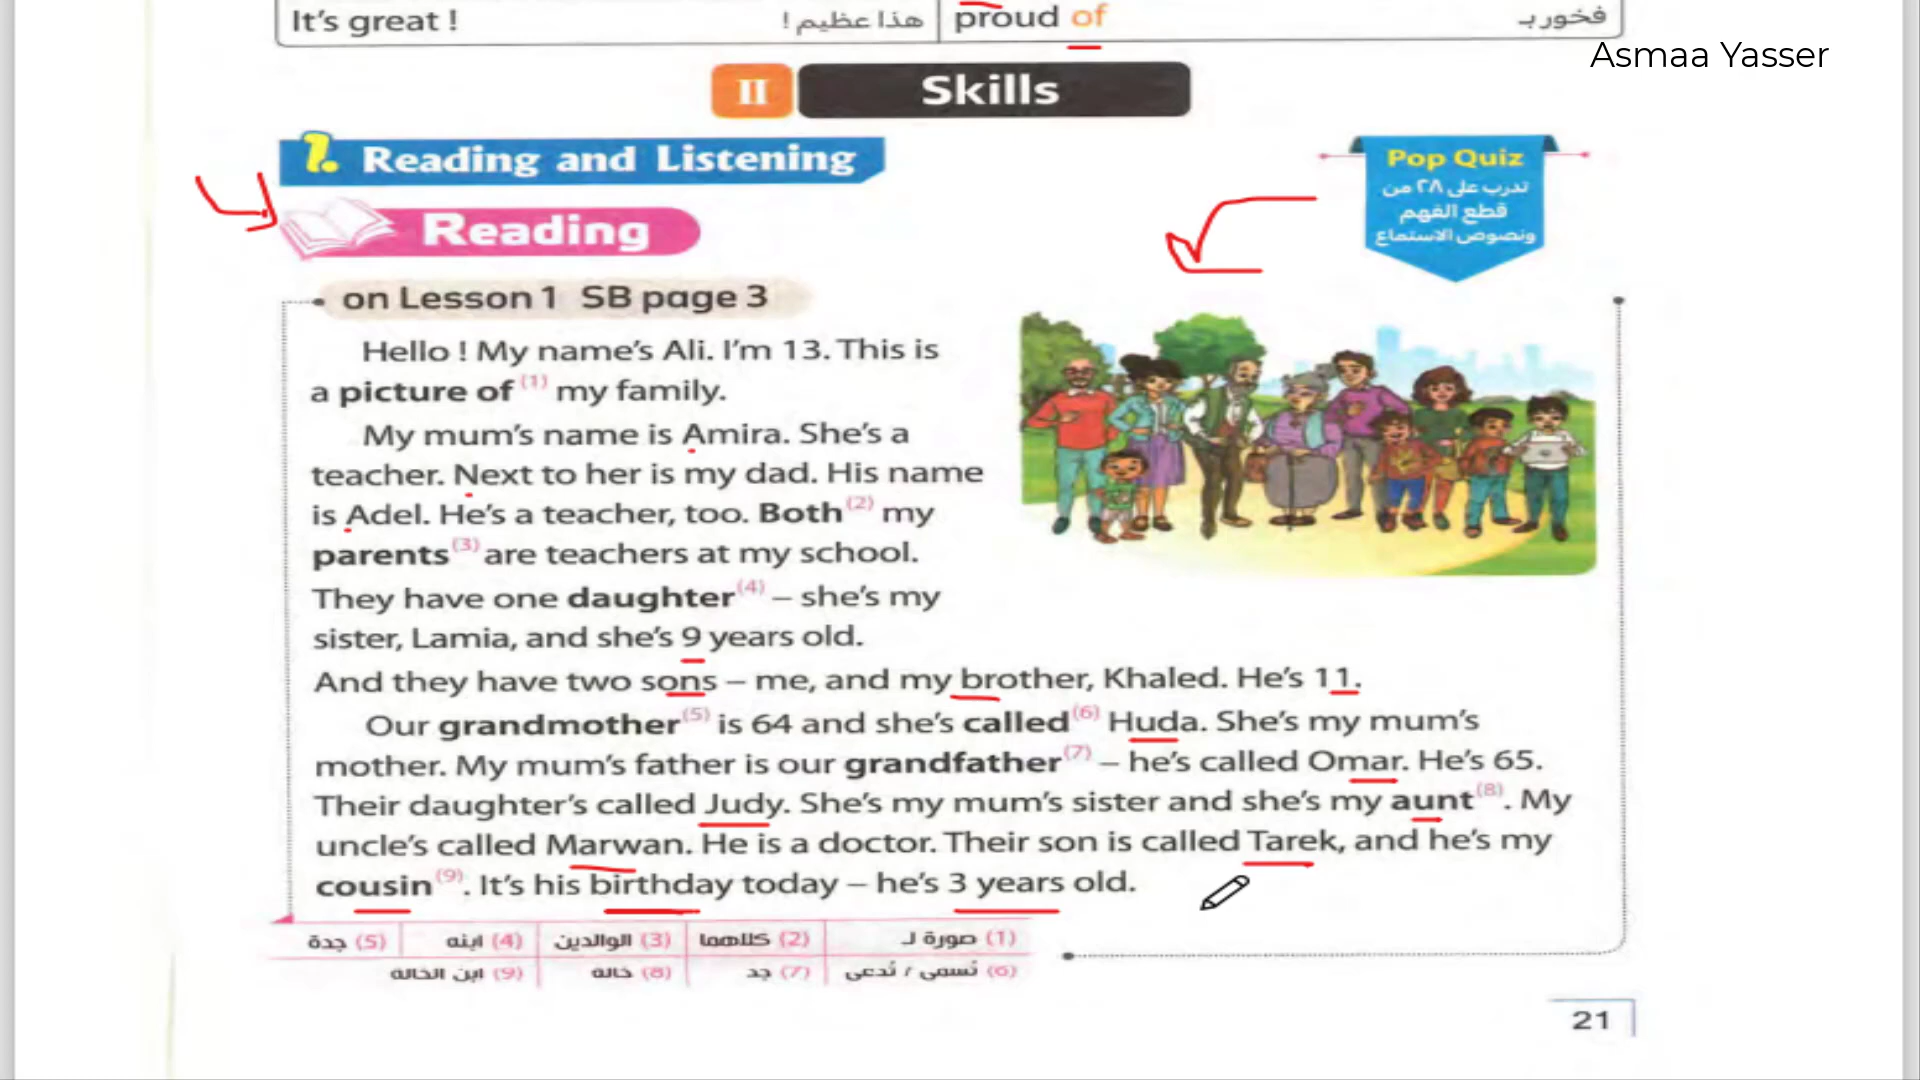 It's great !
هذا عظيم !
proud of
فخور بـ
Asmaa Yasser
II Skills
1. Reading and Listening
Pop Quiz
تدرب على ٢٨ من
قطع الفهم
ونصوص الاستماع
Reading
on Lesson 1 SB page 3
Hello ! My name's Ali. I'm 13. This is
a picture of (1) my family.
My mum's name is Amira. She's a
teacher. Next to her is my dad. His name
is Adel. He's a teacher, too. Both (2) my
parents (3) are teachers at my school.
They have one daughter (4) – she's my
sister, Lamia, and she's 9 years old.
And they have two sons – me, and my brother, Khaled. He's 11.
Our grandmother (5) is 64 and she's called (6) Huda. She's my mum's
mother. My mum's father is our grandfather (7) – he's called Omar. He's 65.
Their daughter's called Judy. She's my mum's sister and she's my aunt (8). My
uncle's called Marwan. He is a doctor. Their son is called Tarek, and he's my
cousin (9). It's his birthday today – he's 3 years old.
(1) صورة لـ (2) كلاهما (3) الوالدين (4) ابنه (5) جدة
(6) تُسمى / تُدعى (7) جد (8) خالة (9) ابن الخالة
21